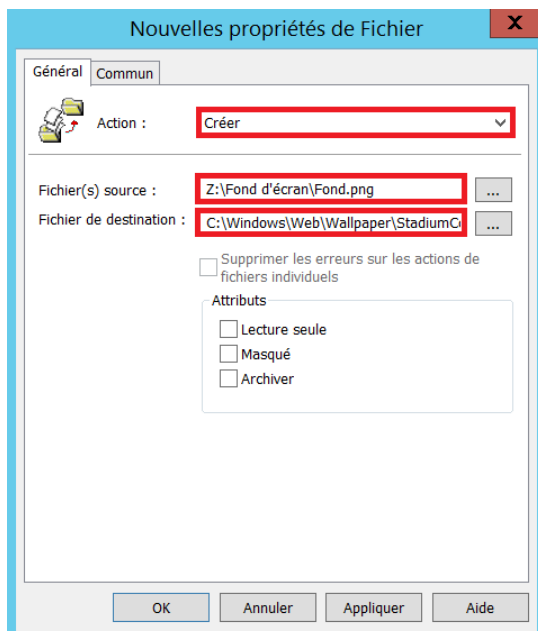 Nouvelles propriétés de Fichier
X
Général Commun
Action : Créer
Fichier(s) source : Z:\Fond d'écran\Fond.png ...
Fichier de destination : C:\Windows\Web\Wallpaper\StadiumC ...
Supprimer les erreurs sur les actions de
fichiers individuels
Attributs
Lecture seule
Masqué
Archiver
OK Annuler Appliquer Aide